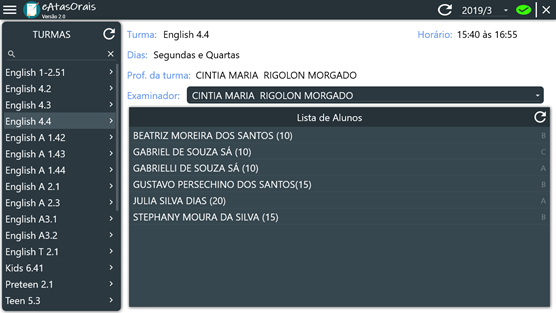 eAtasOrais
Versão 2.0
2019/3
TURMAS
English 1-2.51
English 4.2
English 4.3
English 4.4
English A 1.42
English A 1.43
English A 1.44
English A 2.1
English A 2.3
English A3.1
English A3.2
English T 2.1
Kids 6.41
Preteen 2.1
Teen 5.3
Turma: English 4.4
Horário: 15:40 às 16:55
Dias: Segundas e Quartas
Prof. da turma: CINTIA MARIA RIGOLON MORGADO
Examinador: CINTIA MARIA RIGOLON MORGADO
Lista de Alunos
BEATRIZ MOREIRA DOS SANTOS (10) B
GABRIEL DE SOUZA SÁ (10) C
GABRIELLI DE SOUZA SÁ (10) A
GUSTAVO PERSECHINO DOS SANTOS(15) B
JULIA SILVA DIAS (20) A
STEPHANY MOURA DA SILVA (15) B